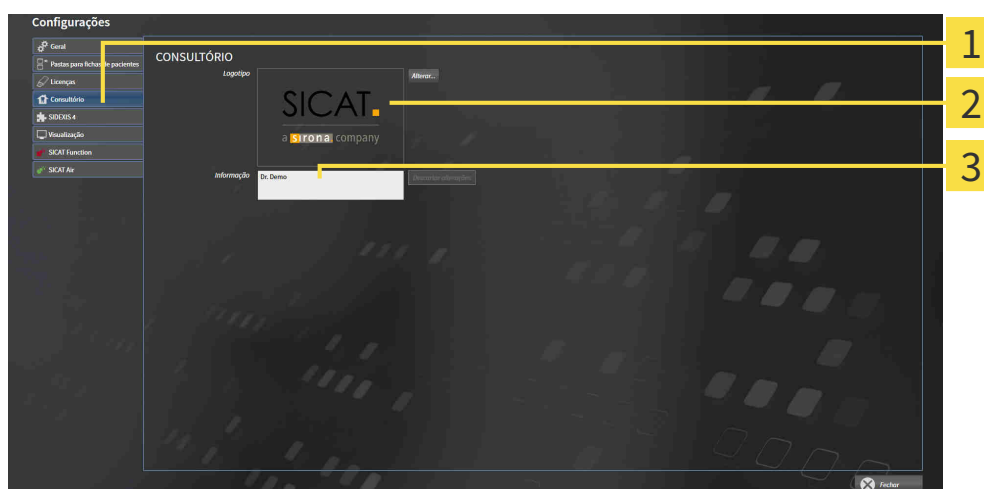 Configurações
Geral
Pastas para fichas de pacientes
Licenças
Consultório
SIDEXIS 4
Visualização
SICAT Function
SICAT Air
CONSULTÓRIO
Logotipo
SICAT.
a sirona company
Alterar...
Informação
Dr. Demo
Descartar alterações
Fechar
1
2
3